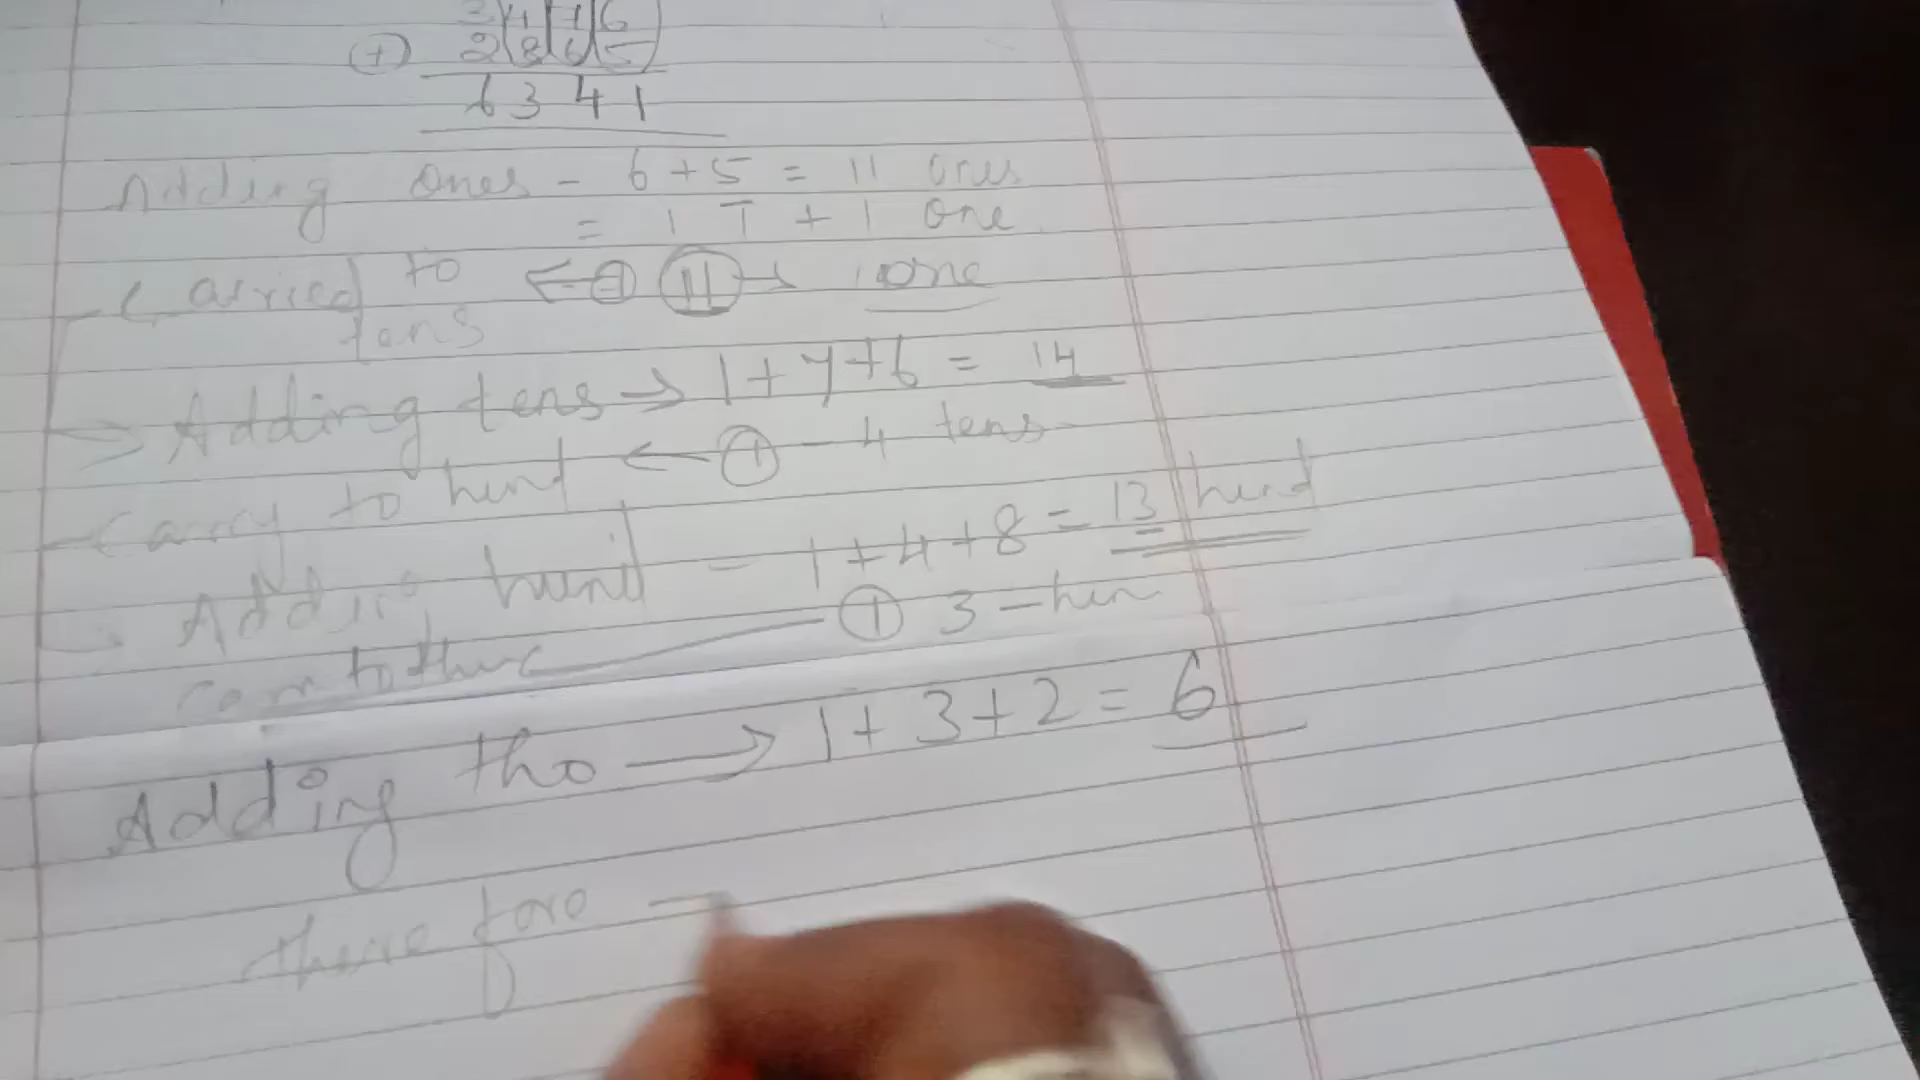 3 4 7 6
(+) 2 8 6 5
6 3 4 1
Adding ones - 6+5 = 11 ones
= 1 T + 1 one
Carried to ← 11 → 1 one
tens
→ Adding tens → 1+7+6 = 14
Carry to hund ← 1 - 4 tens
Adding hund - 1+4+8 = 13 hund
1 3 - hun
Adding tho → 1+3+2 = 6
there fore -